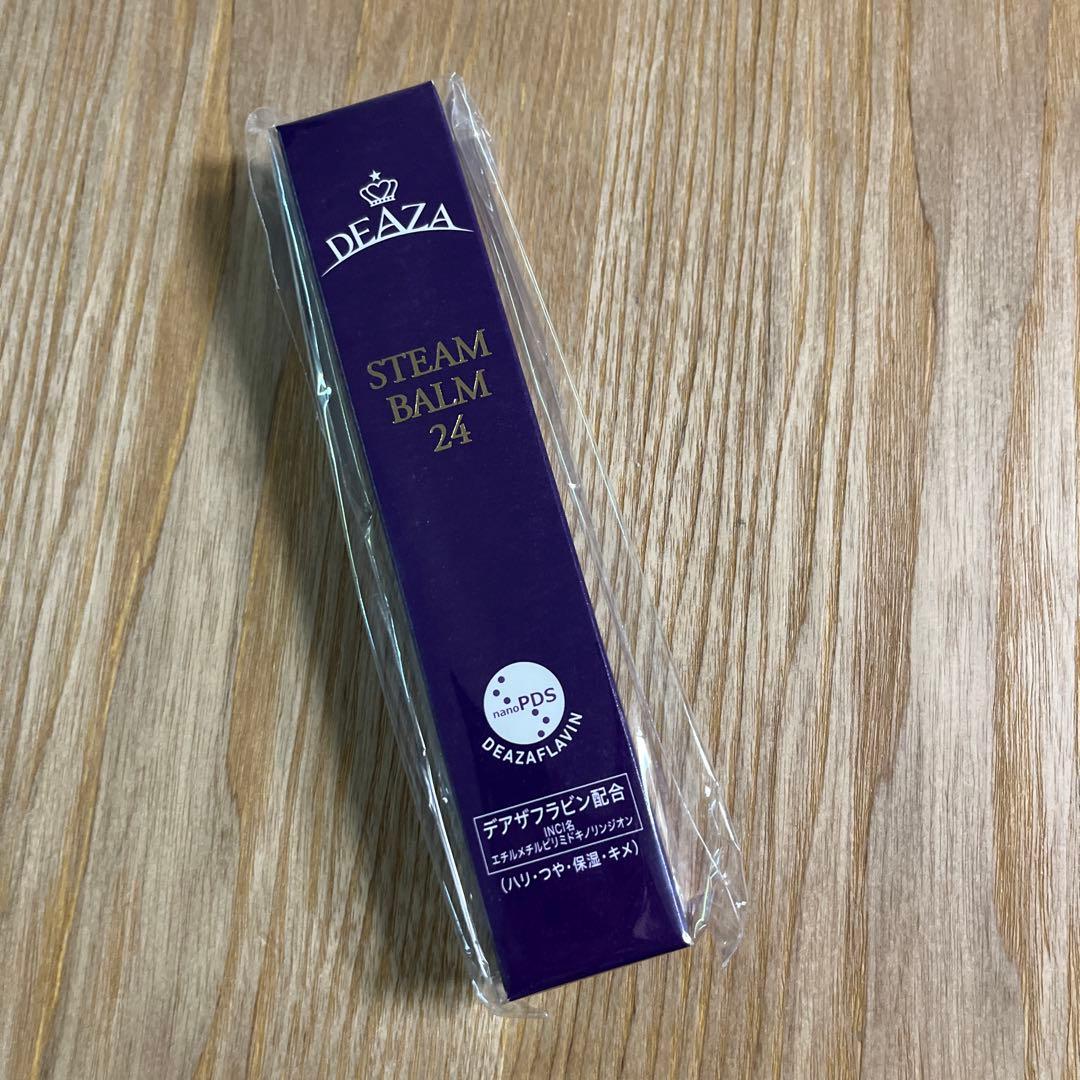 DEAZA
STEAM
BALM
24
nanoPDS
DEAZAFLAVIN
デアザフラビン配合
INCI名
エチルメチルピリミドキノリンジオン
(ハリ・つや・保湿・キメ)